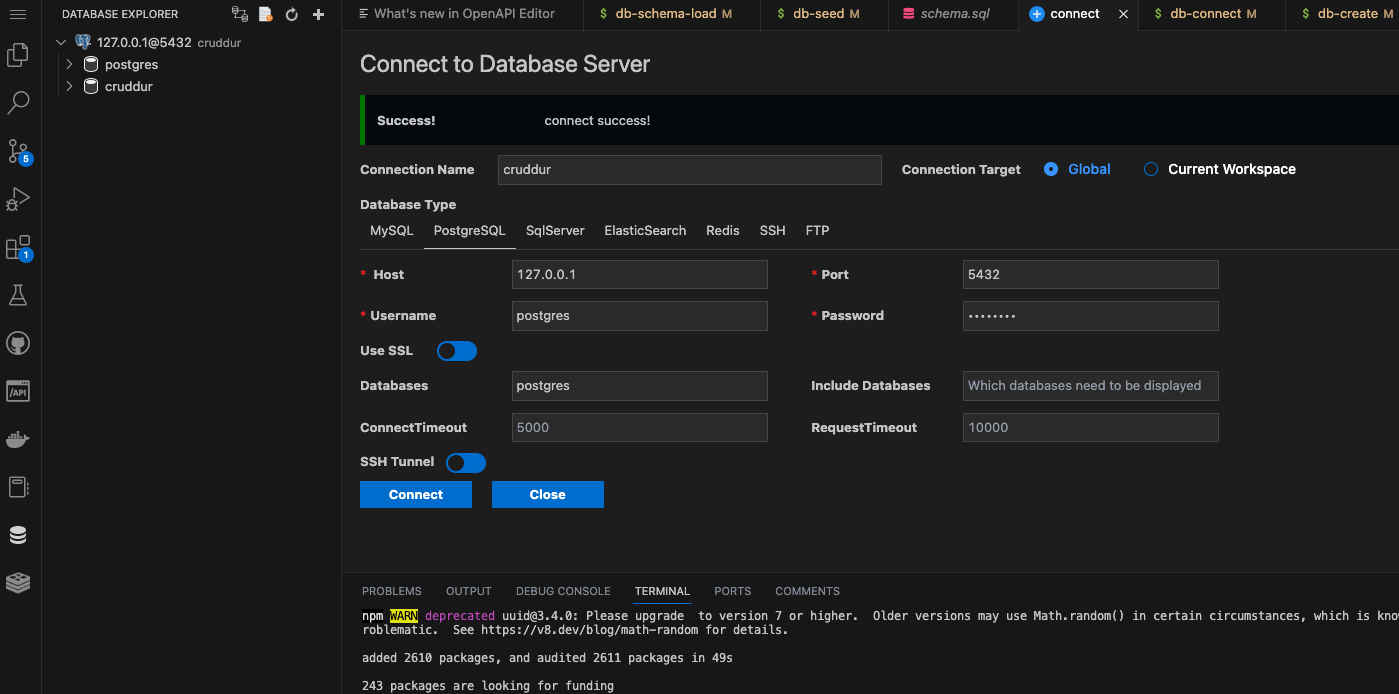 DATABASE EXPLORER
127.0.0.1@5432 cruddur
postgres
cruddur
5
1
/API
What's new in OpenAPI Editor
$ db-schema-load M
$ db-seed M
schema.sql
connect
$ db-connect M
$ db-create M
Connect to Database Server
Success! connect success!
Connection Name cruddur Connection Target Global Current Workspace
Database Type
MySQL PostgreSQL SqlServer ElasticSearch Redis SSH FTP
* Host 127.0.0.1 * Port 5432
* Username postgres * Password ••••••••
Use SSL
Databases postgres Include Databases Which databases need to be displayed
ConnectTimeout 5000 RequestTimeout 10000
SSH Tunnel
Connect Close
PROBLEMS OUTPUT DEBUG CONSOLE TERMINAL PORTS COMMENTS
npm WARN deprecated uuid@3.4.0: Please upgrade  to version 7 or higher.  Older versions may use Math.random() in certain circumstances, which is kno
roblematic.  See https://v8.dev/blog/math-random for details.
added 2610 packages, and audited 2611 packages in 49s
243 packages are looking for funding